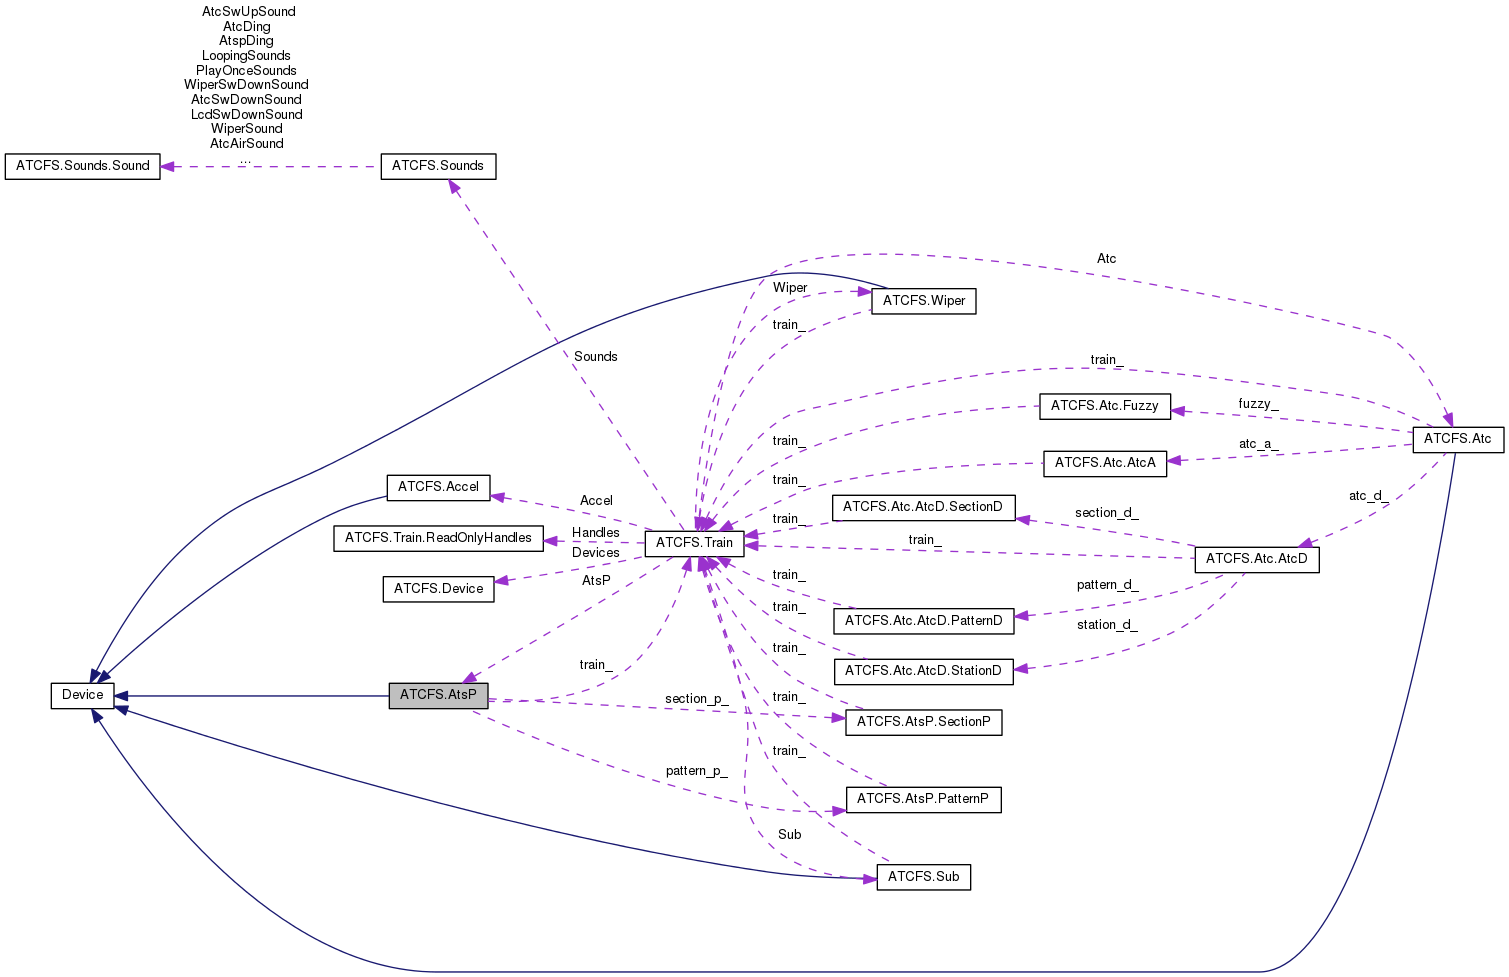 AtcSwUpSound
AtcDing
AtspDing
LoopingSounds
PlayOnceSounds
WiperSwDownSound
AtcSwDownSound
LcdSwDownSound
WiperSound
AtcAirSound
...
ATCFS.Sounds.Sound
ATCFS.Sounds
Atc
Wiper
ATCFS.Wiper
train_
Sounds
train_
fuzzy_
ATCFS.Atc.Fuzzy
ATCFS.Atc
train_
atc_a_
ATCFS.Atc.AtcA
train_
ATCFS.Accel
Accel
atc_d_
ATCFS.Atc.AtcD.SectionD
section_d_
train_
Handles
ATCFS.Train.ReadOnlyHandles
ATCFS.Train
train_
Devices
ATCFS.Atc.AtcD
AtsP
train_
ATCFS.Device
pattern_d_
train_
ATCFS.Atc.AtcD.PatternD
station_d_
train_
train_
ATCFS.Atc.AtcD.StationD
Device
ATCFS.AtsP
section_p_
train_
ATCFS.AtsP.SectionP
train_
pattern_p_
ATCFS.AtsP.PatternP
Sub
ATCFS.Sub